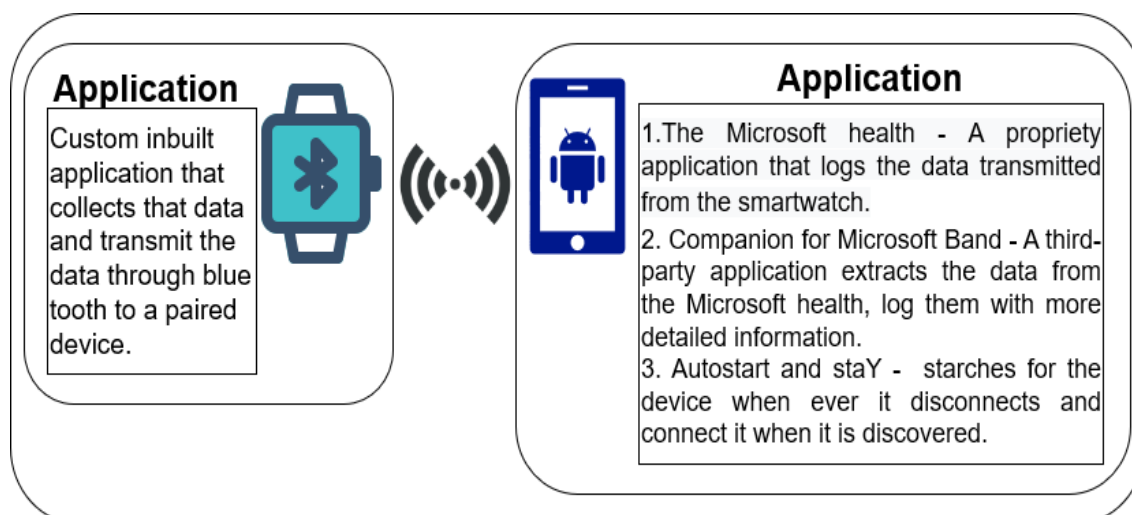 Application
Custom inbuilt
application that
collects that data
and transmit the
data through blue
tooth to a paired
device.
Application
1.The Microsoft health - A propriety
application that logs the data transmitted
from the smartwatch.
2. Companion for Microsoft Band - A third-
party application extracts the data from
the Microsoft health, log them with more
detailed information.
3. Autostart and staY - starches for the
device when ever it disconnects and
connect it when it is discovered.